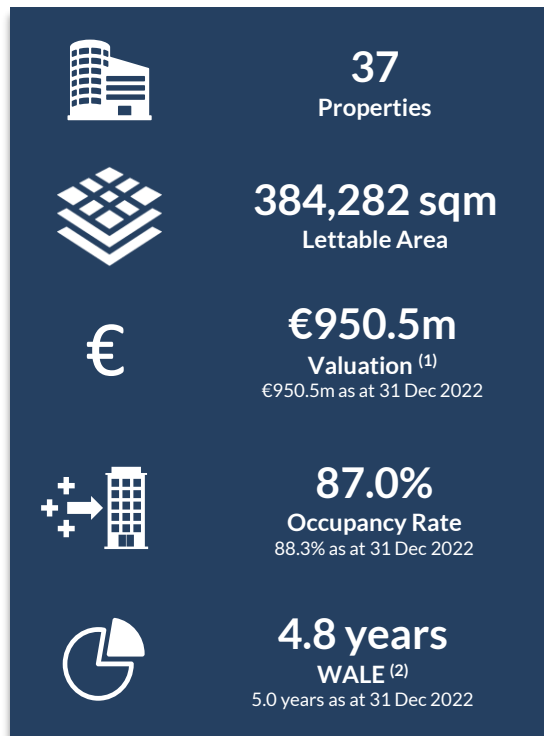 37
Properties
384,282 sqm
Lettable Area
€
€950.5m
Valuation (1)
€950.5m as at 31 Dec 2022
87.0%
Occupancy Rate
88.3% as at 31 Dec 2022
4.8 years
WALE (2)
5.0 years as at 31 Dec 2022